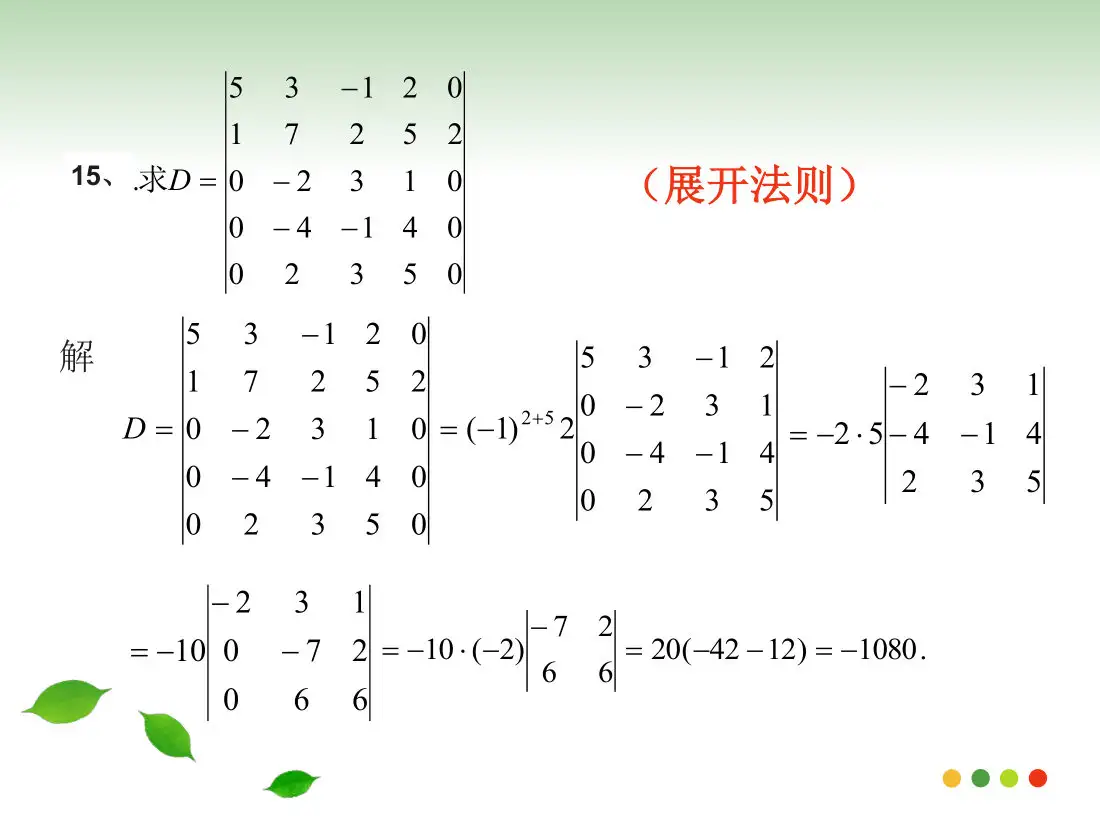 15、 .求D = |5 3 −1 2 0|
|1 7 2 5 2|
|0 −2 3 1 0|
|0 −4 −1 4 0|
|0 2 3 5 0|
（展开法则）
解
D = |5 3 −1 2 0| = (−1)^{2+5} 2 |5 3 −1 2| = −2·5 |−2 3 1|
|1 7 2 5 2| |0 −2 3 1| |−4 −1 4|
|0 −2 3 1 0| |0 −4 −1 4| |2 3 5|
|0 −4 −1 4 0| |0 2 3 5|
|0 2 3 5 0|
= −10 |−2 3 1| = −10·(−2) |−7 2| = 20(−42−12) = −1080.
|0 −7 2| |6 6|
|0 6 6|